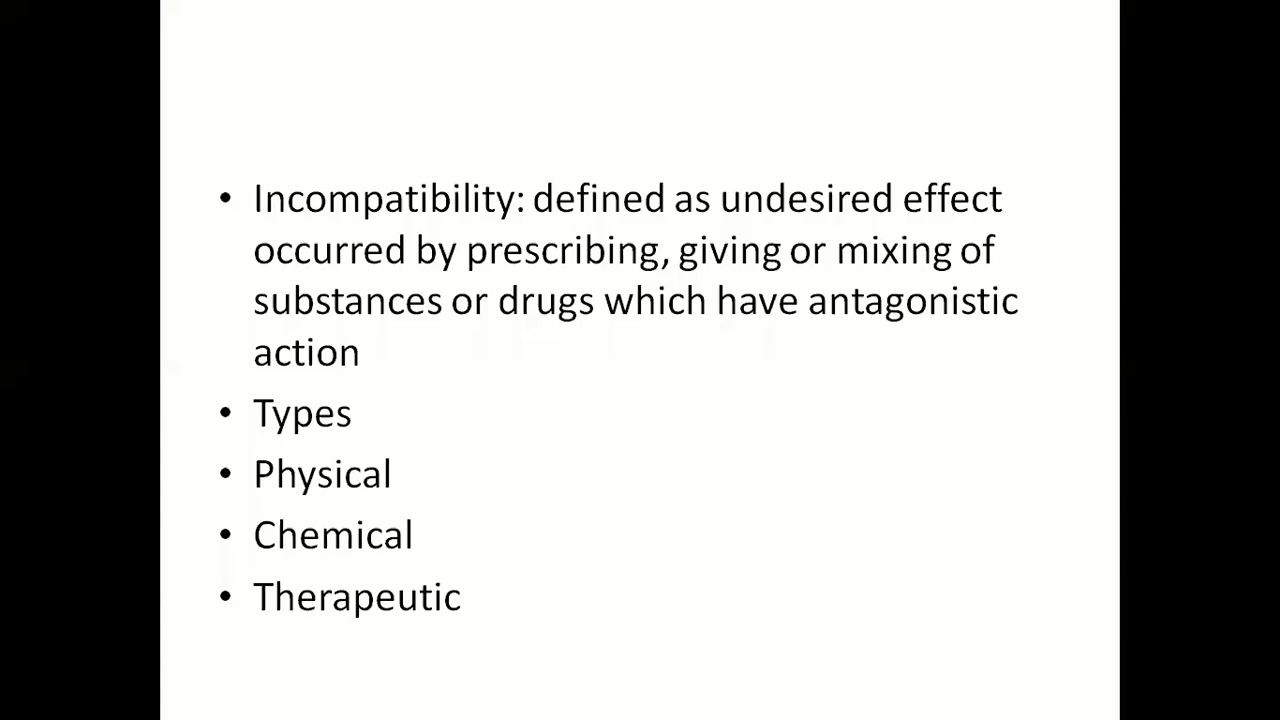 • Incompatibility: defined as undesired effect
occurred by prescribing, giving or mixing of
substances or drugs which have antagonistic
action
• Types
• Physical
• Chemical
• Therapeutic